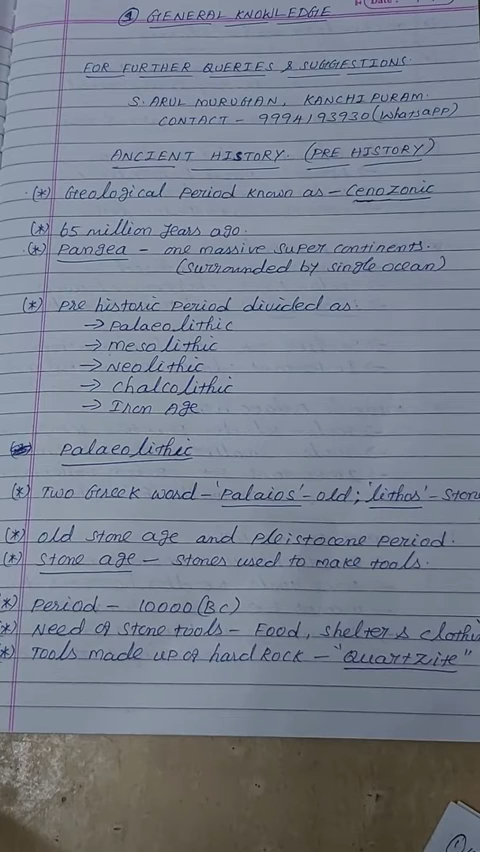 ① GENERAL KNOWLEDGE
FOR FURTHER QUERIES & SUGGESTIONS
S. ARUL MURUGAN, KANCHIPURAM.
CONTACT - 9994193930 (Whatsapp)
ANCIENT HISTORY. (PRE HISTORY)
(*) Geological Period known as - Cenozonic
(*) 65 million years ago.
(*) Pangea - one massive super continents.
(surrounded by single ocean)
(*) Pre historic period divided as.
→ Palaeolithic
→ mesolithic
→ Neolithic
→ Chalcolithic
→ Iron Age
Palaeolithic
(*) Two Greek word - 'Palaios' - old; 'lithos' - Ston
(*) old stone age and Pleistocene Period.
(*) Stone age - stones used to make tools.
*) Period - 10000 (BC)
*) Need of stone tools - Food, shelter & clothi
*) Tools made up of hard Rock - "Quartzite"